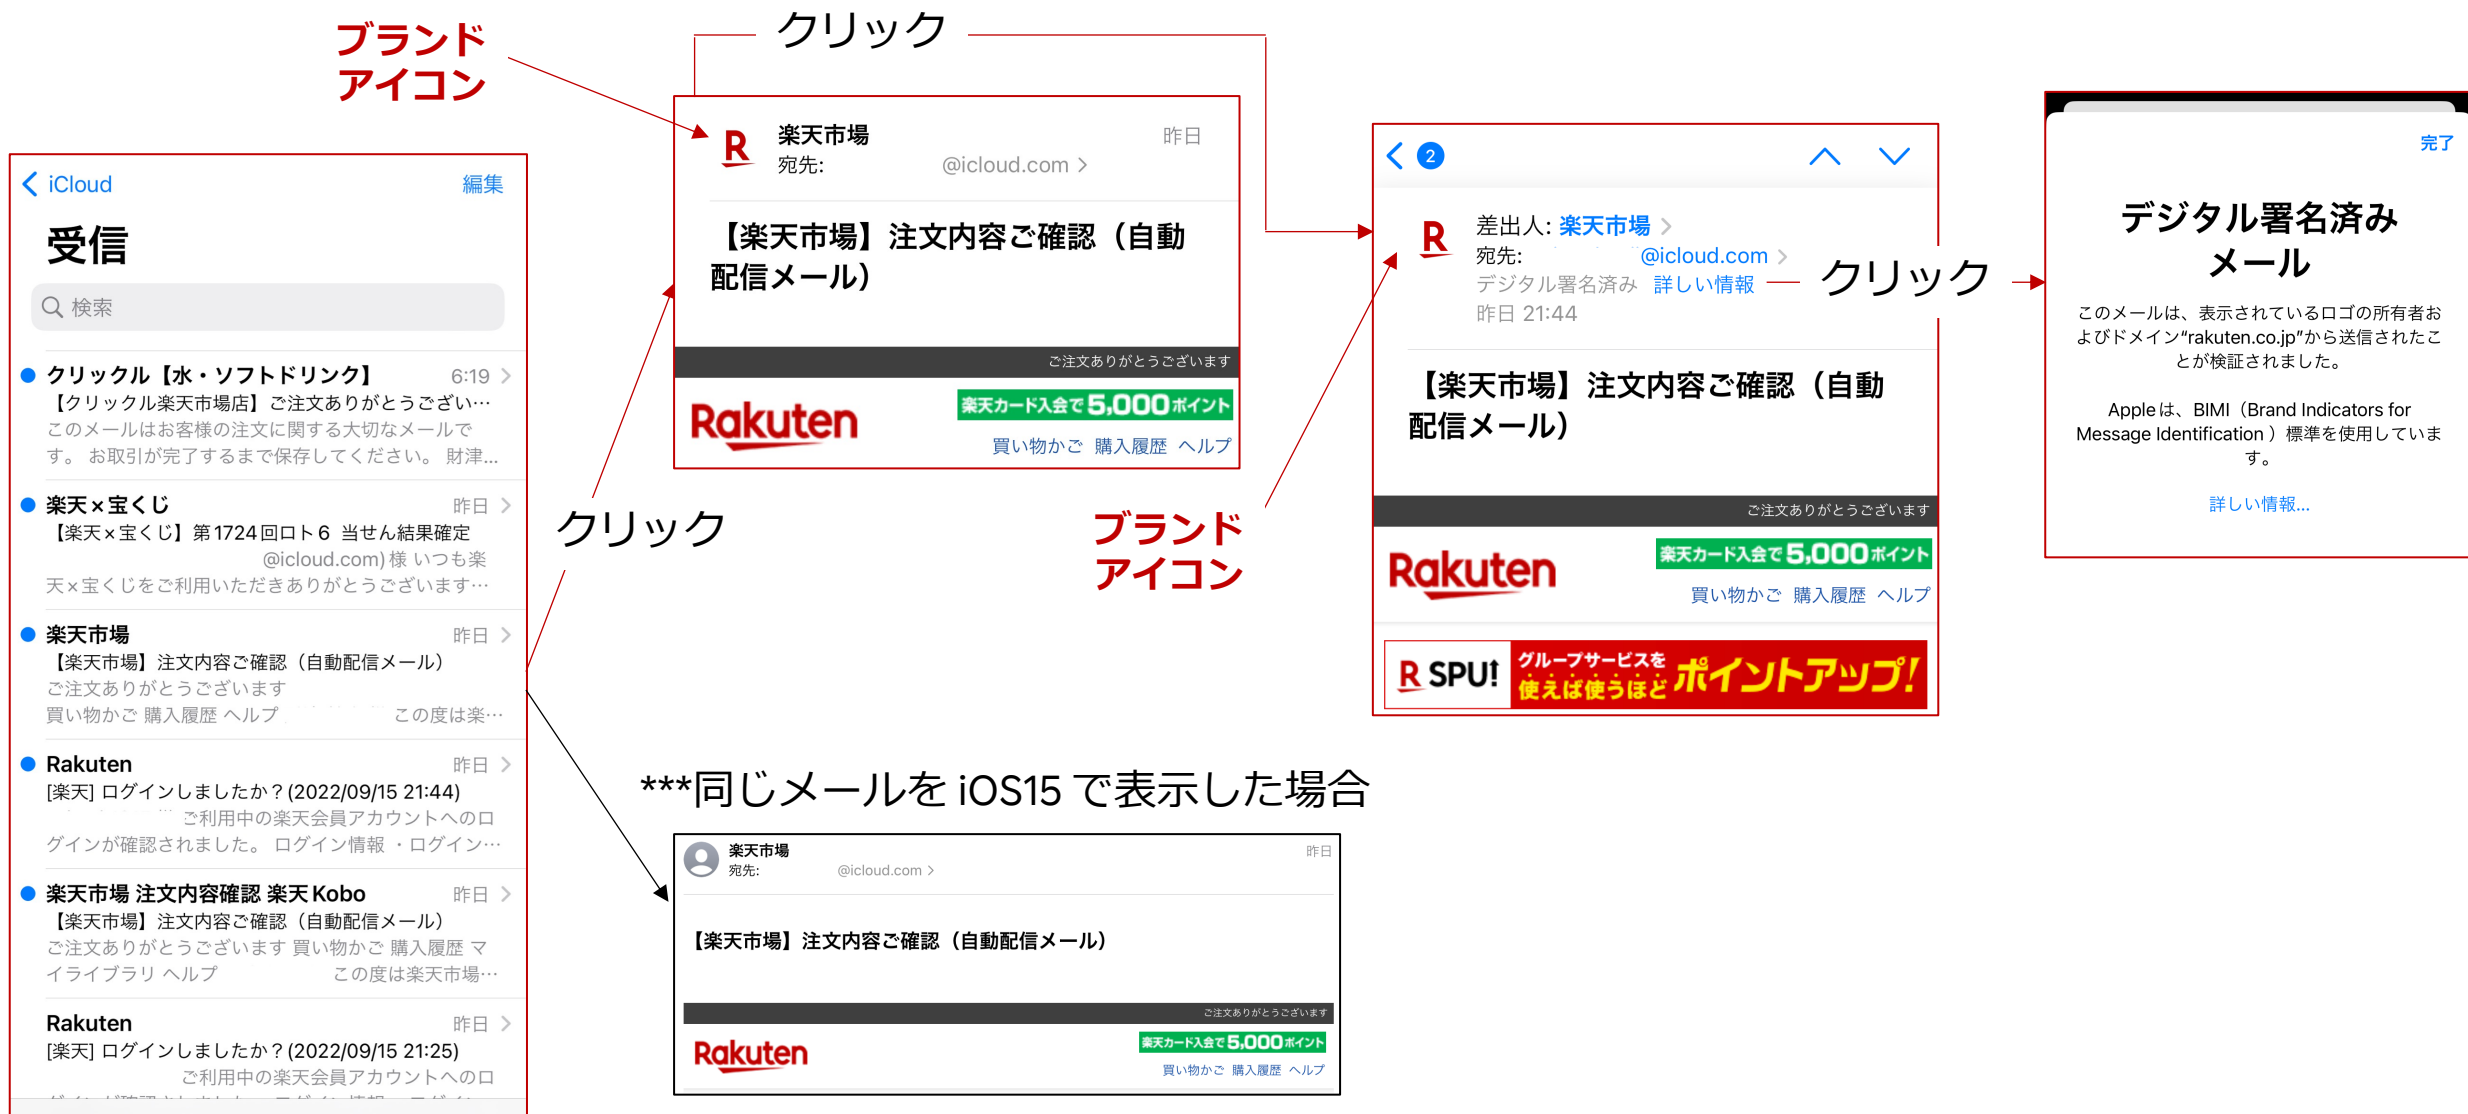 ブランド
アイコン
クリック
iCloud
編集
受信
検索
クリックル【水・ソフトドリンク】
6:19
【クリックル楽天市場店】ご注文ありがとうござい…
このメールはお客様の注文に関する大切なメールで
す。 お取引が完了するまで保存してください。 財津...
楽天×宝くじ
昨日
【楽天×宝くじ】第1724回ロト6 当せん結果確定
@icloud.com) 様 いつも楽
天×宝くじをご利用いただきありがとうございます…
楽天市場
昨日
【楽天市場】注文内容ご確認（自動配信メール）
ご注文ありがとうございます
買い物かご 購入履歴 ヘルプ この度は楽…
Rakuten
昨日
[楽天] ログインしましたか？(2022/09/15 21:44)
ご利用中の楽天会員アカウントへのロ
グインが確認されました。 ログイン情報 ・ログイン…
楽天市場 注文内容確認 楽天Kobo
昨日
【楽天市場】注文内容ご確認（自動配信メール）
ご注文ありがとうございます 買い物かご 購入履歴 マ
イライブラリ ヘルプ この度は楽天市場…
Rakuten
昨日
[楽天] ログインしましたか？(2022/09/15 21:25)
ご利用中の楽天会員アカウントへのロ
R
楽天市場
昨日
宛先: @icloud.com
【楽天市場】注文内容ご確認（自動
配信メール）
ご注文ありがとうございます
Rakuten
楽天カード入会で5,000ポイント
買い物かご 購入履歴 ヘルプ
クリック
2
R
差出人: 楽天市場
宛先: @icloud.com
デジタル署名済み 詳しい情報
昨日 21:44
【楽天市場】注文内容ご確認（自動
配信メール）
ご注文ありがとうございます
Rakuten
楽天カード入会で5,000ポイント
買い物かご 購入履歴 ヘルプ
R SPU!
グループサービスを
使えば使うほど
ポイントアップ!
ブランド
アイコン
クリック
完了
デジタル署名済み
メール
このメールは、表示されているロゴの所有者お
よびドメイン“rakuten.co.jp”から送信されたこ
とが検証されました。
Appleは、BIMI（Brand Indicators for
Message Identification ）標準を使用していま
す。
詳しい情報...
***同じメールをiOS15で表示した場合
楽天市場
昨日
宛先: @icloud.com
【楽天市場】注文内容ご確認（自動配信メール）
ご注文ありがとうございます
Rakuten
楽天カード入会で5,000ポイント
買い物かご 購入履歴 ヘルプ